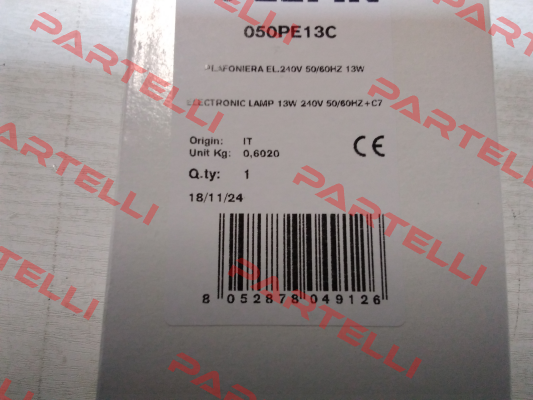 050PE13C
PLAFONIERA EL.240V 50/60HZ 13W
ELECTRONIC LAMP 13W 240V 50/60HZ+C7
Origin: IT
Unit Kg: 0,6020
CE
Q.ty: 1
18/11/24
8 052878 049126
PARTELLI
PARTELLI
PARTELLI
PARTELLI
PARTELLI